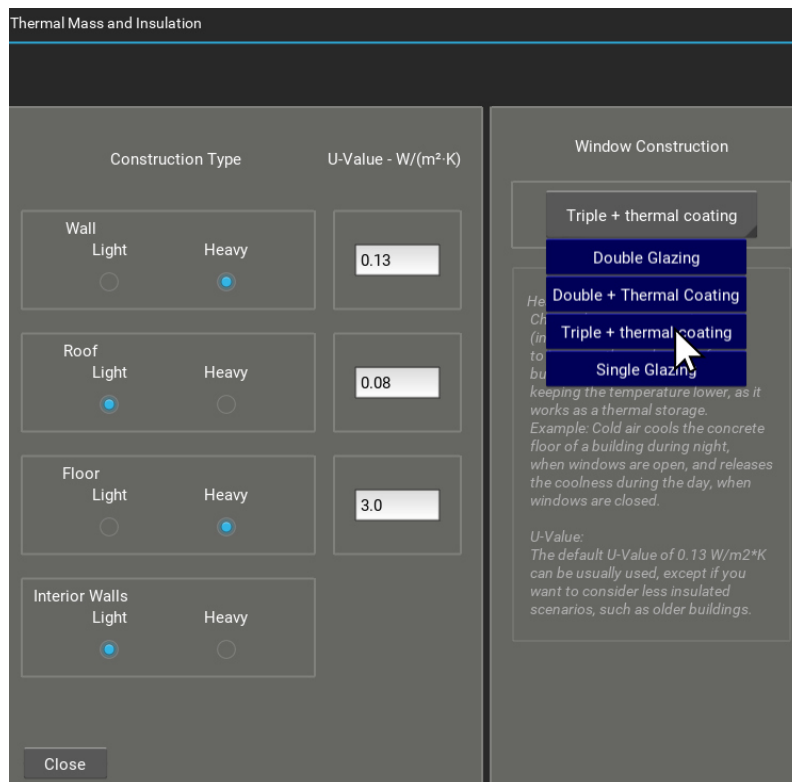 Thermal Mass and Insulation
Construction Type
U-Value - W/(m²·K)
Wall
Light Heavy
0.13
Roof
Light Heavy
0.08
Floor
Light Heavy
3.0
Interior Walls
Light Heavy
Close
Window Construction
Triple + thermal coating
Double Glazing
Double + Thermal Coating
Triple + thermal coating
Single Glazing
keeping the temperature lower, as it
works as a thermal storage.
Example: Cold air cools the concrete
floor of a building during night,
when windows are open, and releases
the coolness during the day, when
windows are closed.
U-Value:
The default U-Value of 0.13 W/m2*K
can be usually used, except if you
want to consider less insulated
scenarios, such as older buildings.